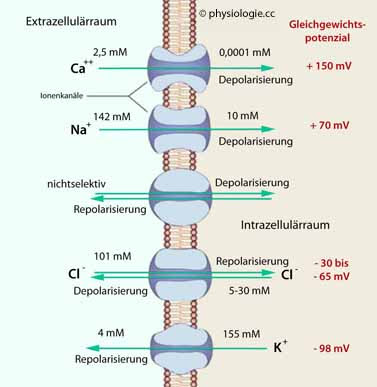 © physiologie.cc
Extrazellulärraum
Gleichgewichts-
potenzial
2,5 mM
0,0001 mM
Ca++
+ 150 mV
Depolarisierung
Ionenkanäle
142 mM
10 mM
Na+
+ 70 mV
Depolarisierung
nichtselektiv
Depolarisierung
Repolarisierung
Intrazellulärraum
101 mM
Repolarisierung
- 30 bis
Cl-
Cl-
- 65 mV
Depolarisierung
5-30 mM
4 mM
155 mM
K+
- 98 mV
Repolarisierung